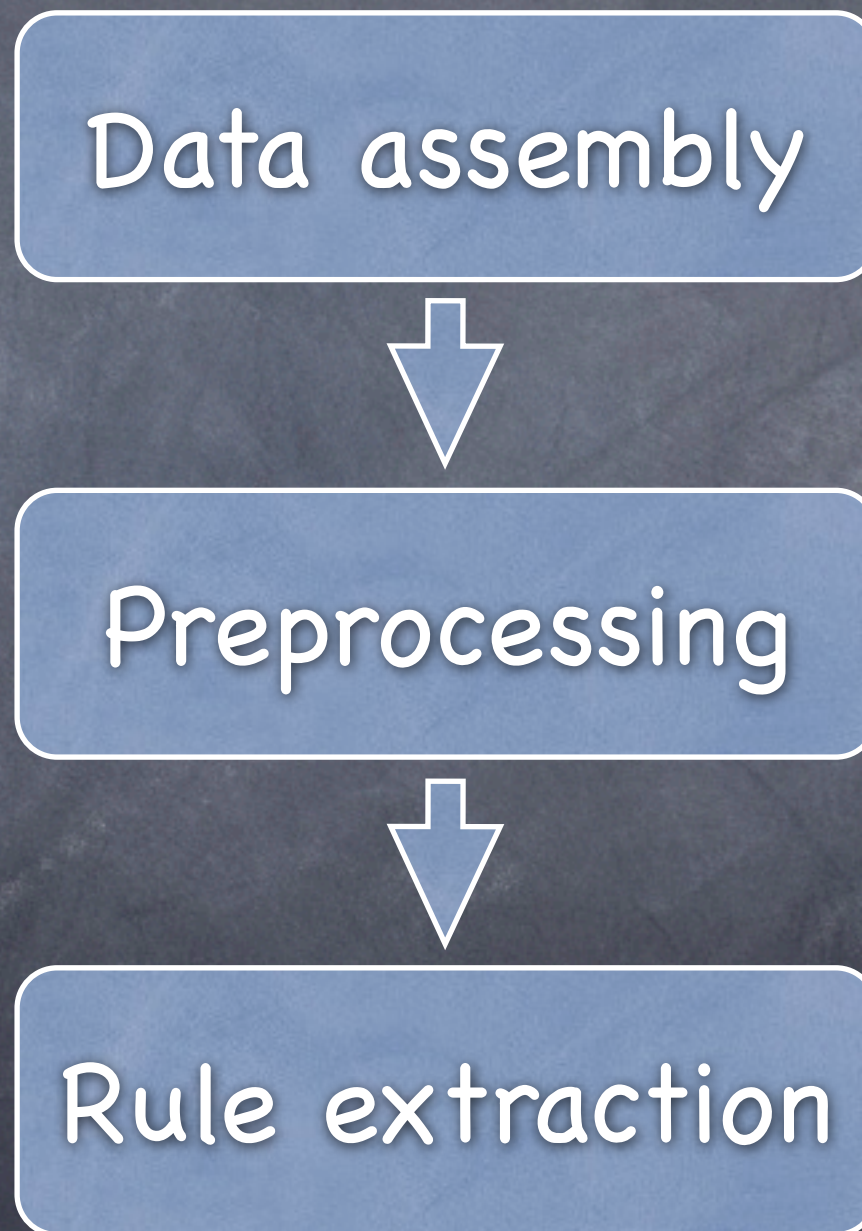 Data assembly
Preprocessing
Rule extraction